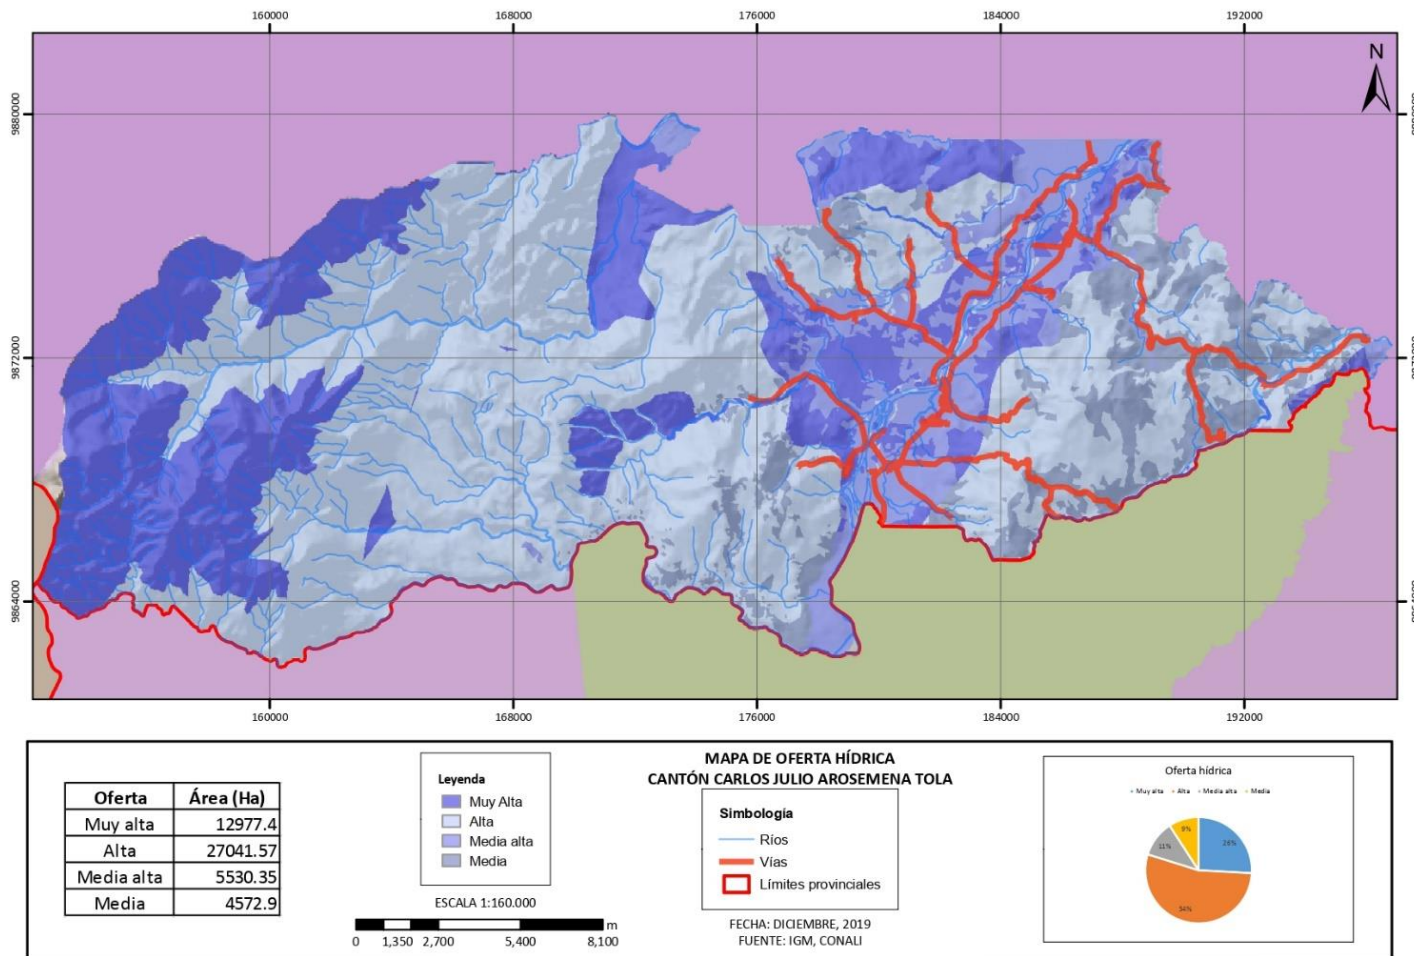 160000
168000
176000
184000
192000
N
9880000
9880000
9872000
9872000
9864000
9864000
160000
168000
176000
184000
192000
MAPA DE OFERTA HÍDRICA
CANTÓN CARLOS JULIO AROSEMENA TOLA
Oferta Área (Ha)
Muy alta 12977.4
Alta 27041.57
Media alta 5530.35
Media 4572.9
Leyenda
Muy Alta
Alta
Media alta
Media
ESCALA 1:160.000
m
0 1,350 2,700 5,400 8,100
Simbología
Ríos
Vías
Límites provinciales
FECHA: DICIEMBRE, 2019
FUENTE: IGM, CONALI
Oferta hídrica
Muy alta Alta Media alta Media
9%
11%
26%
54%